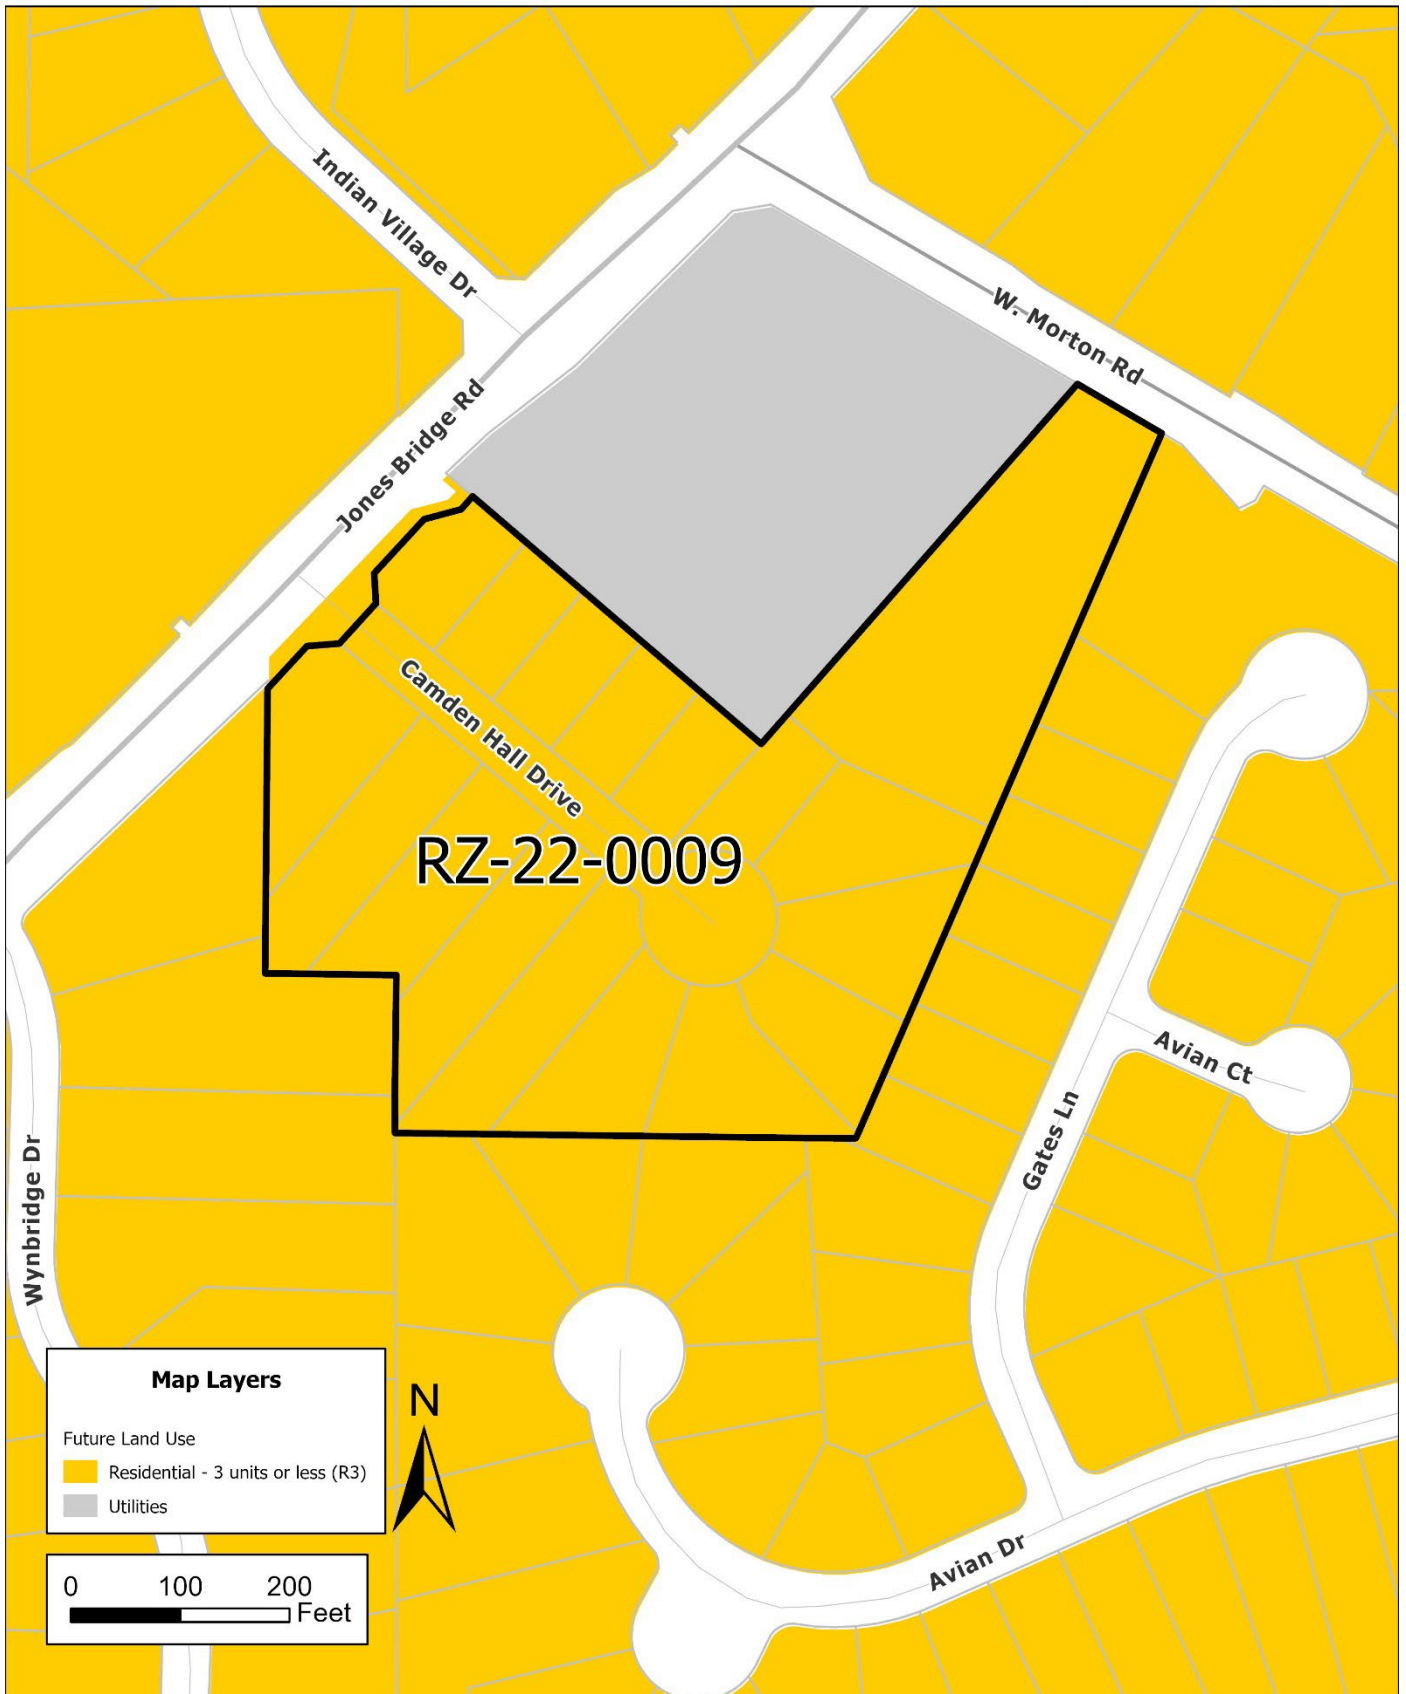 Indian Village Dr
W. Morton Rd
Jones Bridge Rd
Camden Hall Drive
RZ-22-0009
Avian Ct
Gates Ln
Wynbridge Dr
Avian Dr
Map Layers
Future Land Use
Residential - 3 units or less (R3)
Utilities
N
0 100 200
Feet